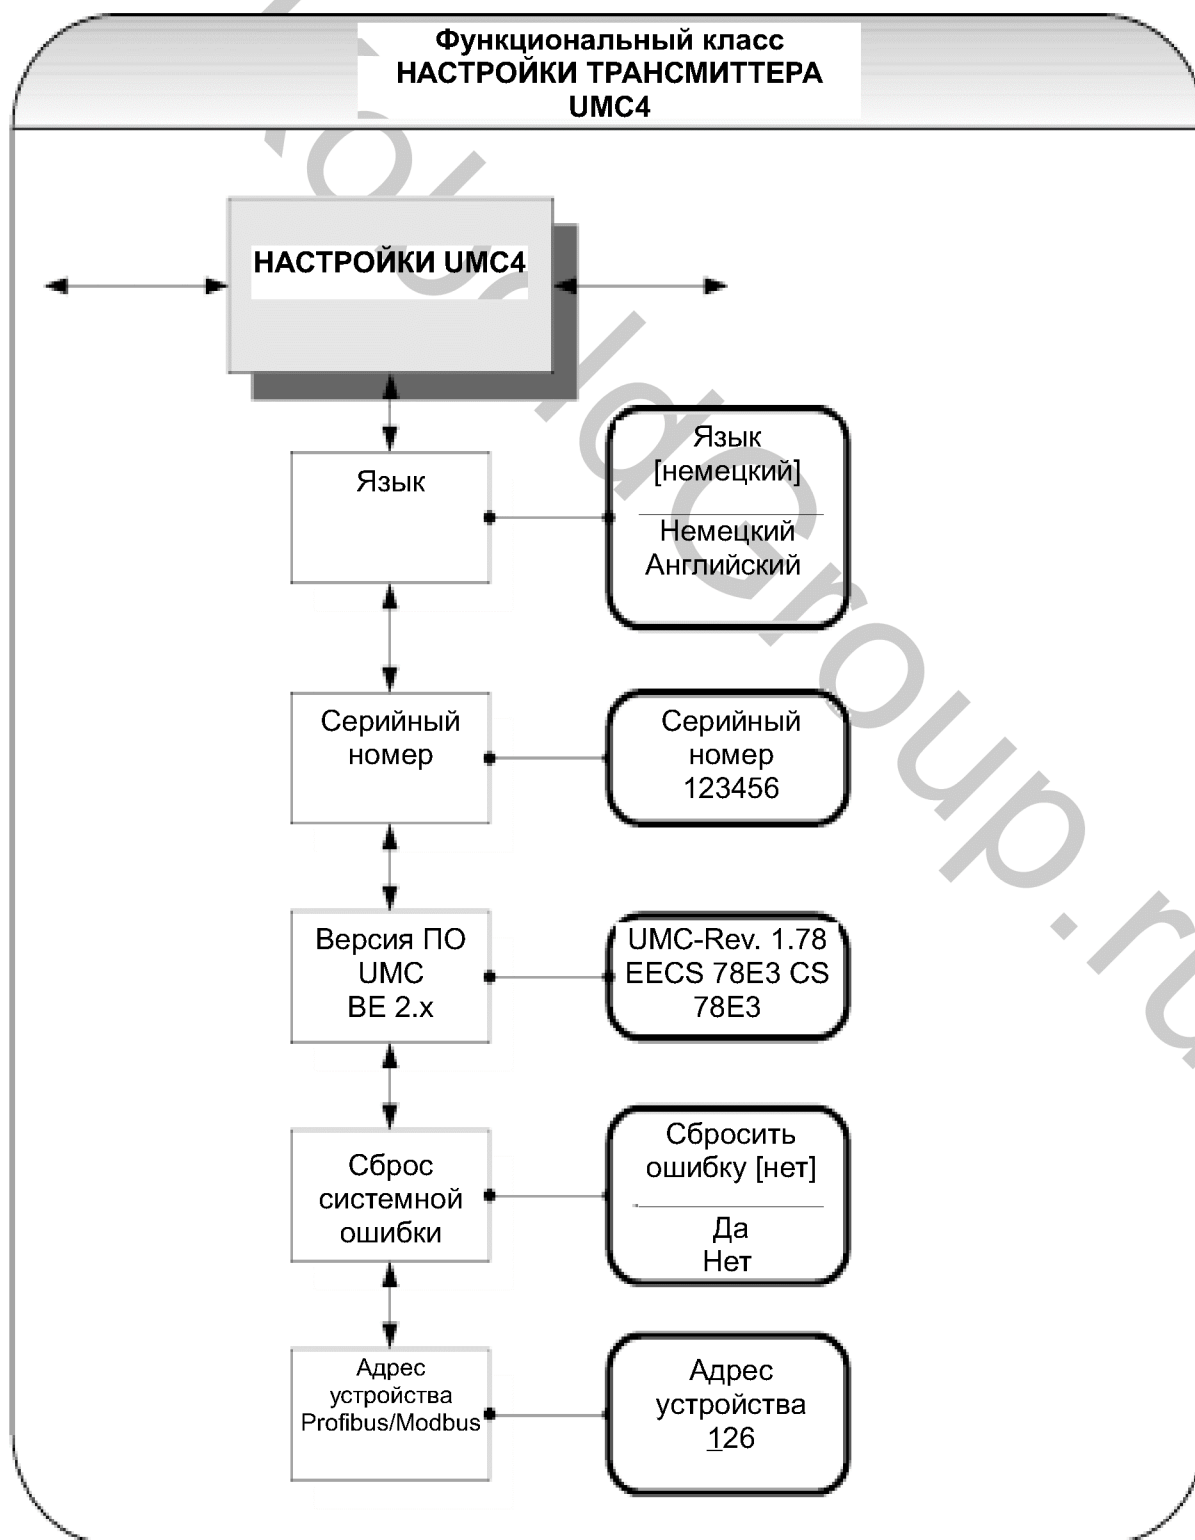 Функциональный класс
НАСТРОЙКИ ТРАНСМИТТЕРА
UMC4
НАСТРОЙКИ UMC4
Язык
Язык
[немецкий]
Немецкий
Английский
Серийный
номер
Серийный
номер
123456
Версия ПО
UMC
BE 2.x
UMC-Rev. 1.78
EECS 78E3 CS
78E3
Сброс
системной
ошибки
Сбросить
ошибку [нет]
Да
Нет
Адрес
устройства
Profibus/Modbus
Адрес
устройства
126